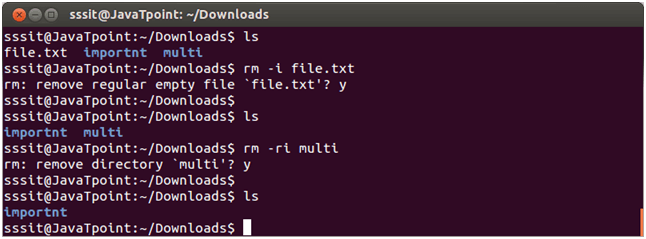 sssit@JavaTpoint: ~/Downloads
sssit@JavaTpoint:~/Downloads$ ls
file.txt  importnt  multi
sssit@JavaTpoint:~/Downloads$ rm -i file.txt
rm: remove regular empty file `file.txt'? y
sssit@JavaTpoint:~/Downloads$
sssit@JavaTpoint:~/Downloads$ ls
importnt  multi
sssit@JavaTpoint:~/Downloads$ rm -ri multi
rm: remove directory `multi'? y
sssit@JavaTpoint:~/Downloads$
sssit@JavaTpoint:~/Downloads$ ls
importnt
sssit@JavaTpoint:~/Downloads$